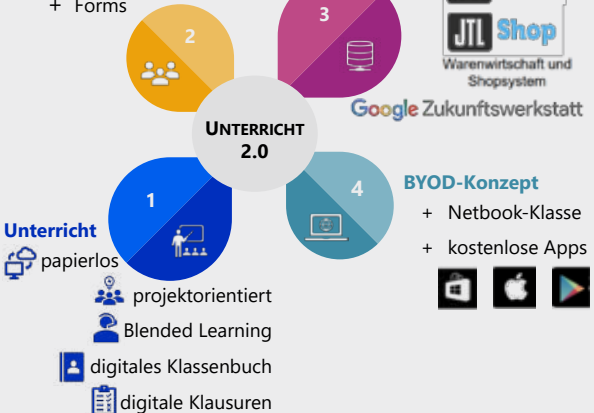 + Forms
2
3
JTL Shop
Warenwirtschaft und
Shopsystem
Google Zukunftswerkstatt
UNTERRICHT
2.0
1
4
BYOD-Konzept
+ Netbook-Klasse
+ kostenlose Apps
Unterricht
papierlos
projektorientiert
Blended Learning
digitales Klassenbuch
digitale Klausuren